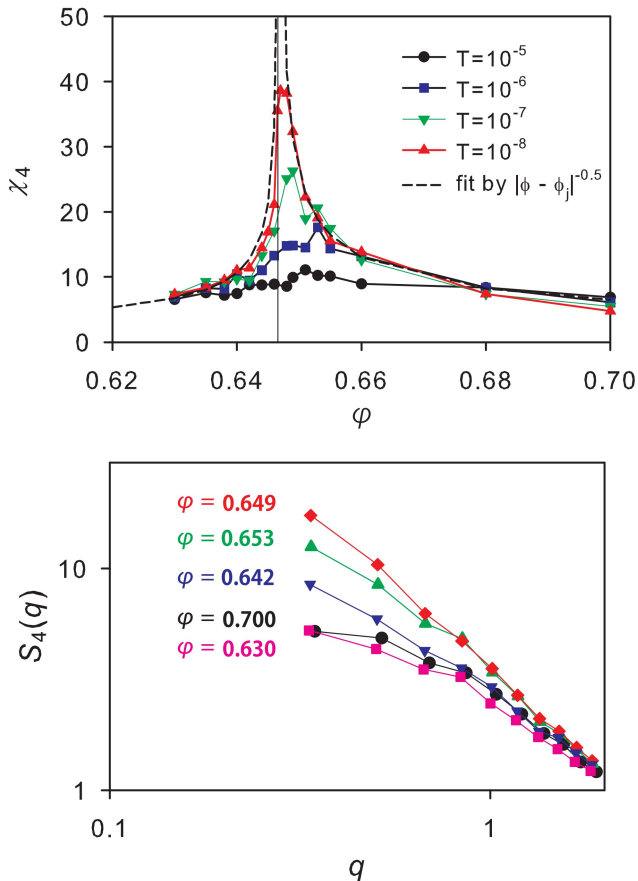 50
40
30
20
10
0
χ4
T=10^-5
T=10^-6
T=10^-7
T=10^-8
fit by |ϕ - ϕj|^-0.5
0.62 0.64 0.66 0.68 0.70
φ
φ = 0.649
φ = 0.653
φ = 0.642
φ = 0.700
φ = 0.630
10
1
S4(q)
0.1 1
q